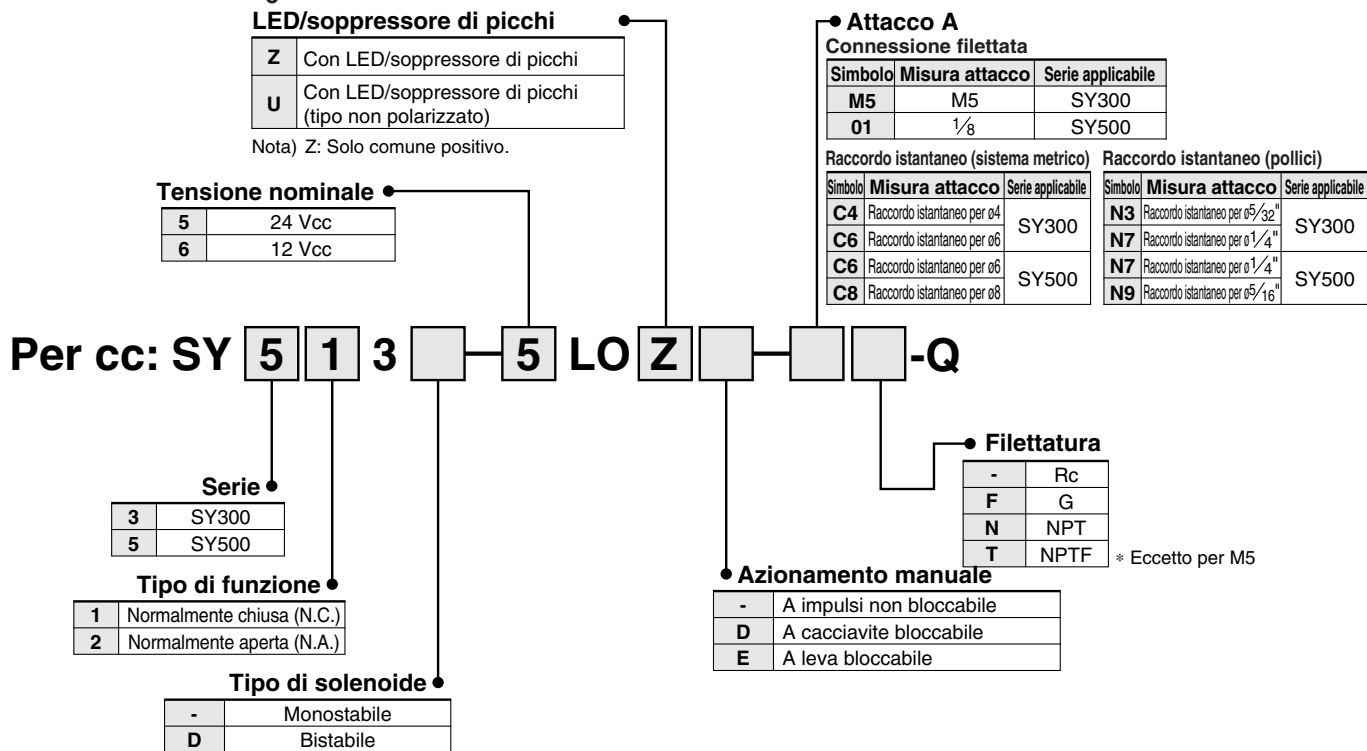 LED/soppressore di picchi
Z Con LED/soppressore di picchi
U Con LED/soppressore di picchi
(tipo non polarizzato)
Nota) Z: Solo comune positivo.
Tensione nominale
5 24 Vcc
6 12 Vcc
Attacco A
Connessione filettata
Simbolo Misura attacco Serie applicabile
M5 M5 SY300
01 1/8 SY500
Raccordo istantaneo (sistema metrico)
Simbolo Misura attacco Serie applicabile
C4 Raccordo istantaneo per ø4 SY300
C6 Raccordo istantaneo per ø6
C6 Raccordo istantaneo per ø6 SY500
C8 Raccordo istantaneo per ø8
Raccordo istantaneo (pollici)
Simbolo Misura attacco Serie applicabile
N3 Raccordo istantaneo per ø5/32" SY300
N7 Raccordo istantaneo per ø1/4"
N7 Raccordo istantaneo per ø1/4" SY500
N9 Raccordo istantaneo per ø5/16"
Per cc: SY 5 1 3 — 5 LO Z — -Q
Serie
3 SY300
5 SY500
Tipo di funzione
1 Normalmente chiusa (N.C.)
2 Normalmente aperta (N.A.)
Tipo di solenoide
- Monostabile
D Bistabile
Filettatura
- Rc
F G
N NPT
T NPTF * Eccetto per M5
Azionamento manuale
- A impulsi non bloccabile
D A cacciavite bloccabile
E A leva bloccabile